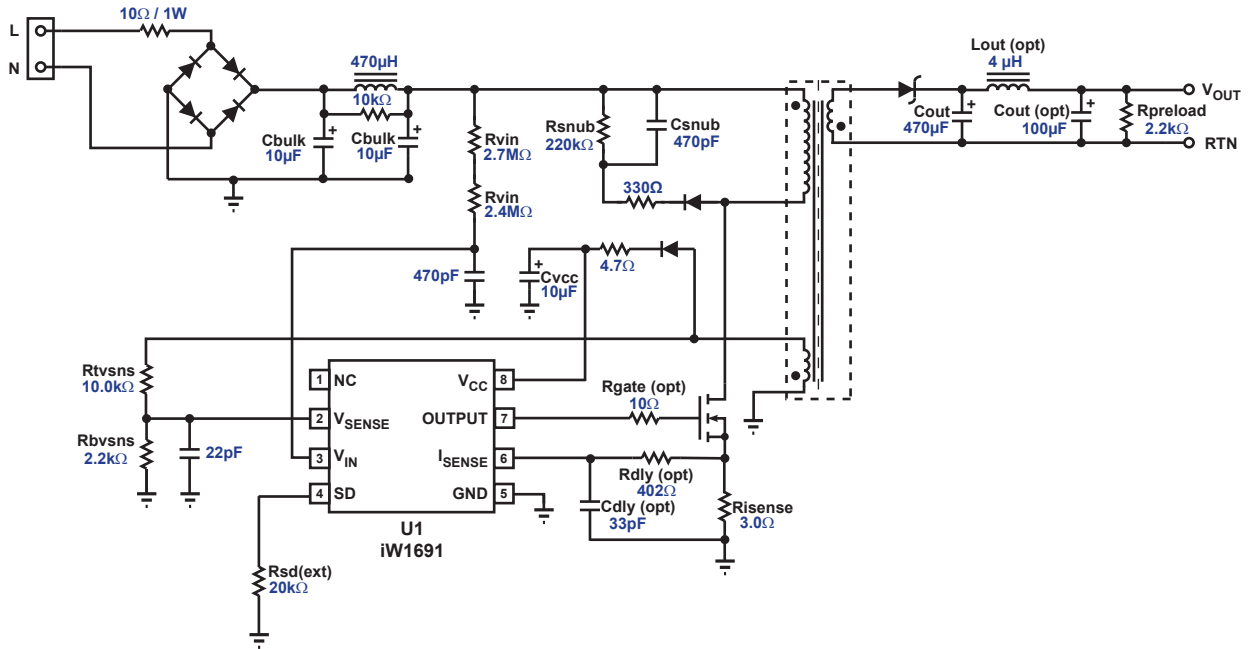 10Ω / 1W
L
N
470µH
10kΩ
Cbulk
10µF
+
Cbulk
10µF
+
Rvin
2.7MΩ
Rvin
2.4MΩ
470pF
Rsnub
220kΩ
Csnub
470pF
330Ω
+
Cvcc
10µF
4.7Ω
Lout (opt)
4 µH
Cout
470µF
+
Cout (opt)
100µF
+
Rpreload
2.2kΩ
VOUT
RTN
Rtvsns
10.0kΩ
Rbvsns
2.2kΩ
22pF
1 NC
2 VSENSE
3 VIN
4 SD
VCC 8
OUTPUT 7
ISENSE 6
GND 5
U1
iW1691
Rgate (opt)
10Ω
Rdly (opt)
402Ω
Cdly (opt)
33pF
Risense
3.0Ω
Rsd(ext)
20kΩ